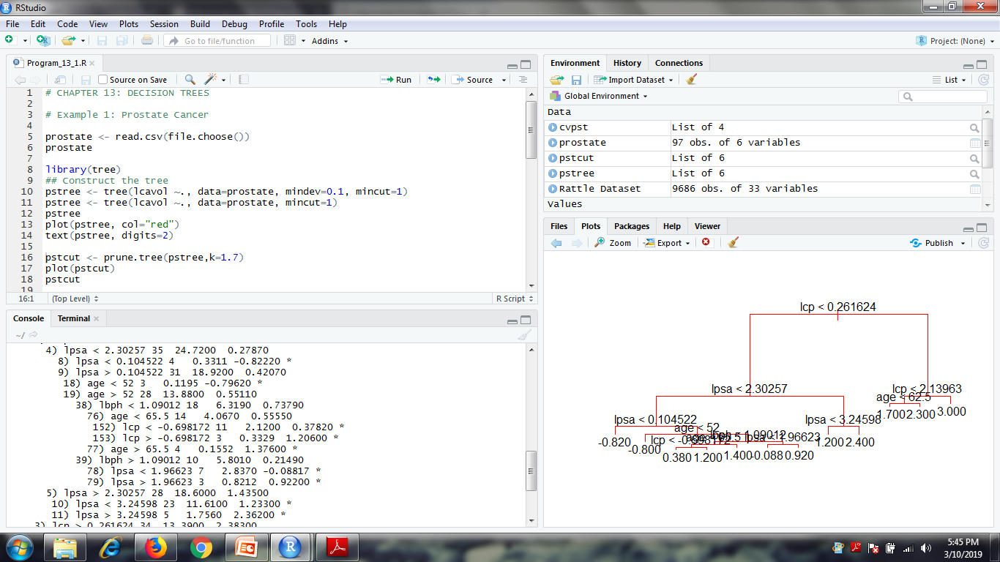 RStudio
File Edit Code View Plots Session Build Debug Profile Tools Help
Go to file/function Addins Project: (None)
Program_13_1.R
Source on Save Run Source
1 # CHAPTER 13: DECISION TREES
2
3 # Example 1: Prostate Cancer
4
5 prostate <- read.csv(file.choose())
6 prostate
7
8 library(tree)
9 ## Construct the tree
10 pstree <- tree(lcavol ~., data=prostate, mindev=0.1, mincut=1)
11 pstree <- tree(lcavol ~., data=prostate, mincut=1)
12 pstree
13 plot(pstree, col="red")
14 text(pstree, digits=2)
15
16 pstcut <- prune.tree(pstree,k=1.7)
17 plot(pstcut)
18 pstcut
19
16:1 (Top Level) R Script
Console Terminal
~/
4) lpsa < 2.30257 35 24.7200 0.27870
8) lpsa < 0.104522 4 0.3311 -0.82220 *
9) lpsa > 0.104522 31 18.9200 0.42070
18) age < 52 3 0.1195 -0.79620 *
19) age > 52 28 13.8800 0.55110
38) lbph < 1.09012 18 6.3190 0.73790
76) age < 65.5 14 4.0670 0.55550
152) lcp < -0.698172 11 2.1200 0.37820 *
153) lcp > -0.698172 3 0.3329 1.20600 *
77) age > 65.5 4 0.1552 1.37600 *
39) lbph > 1.09012 10 5.8010 0.21490
78) lpsa < 1.96623 7 2.8370 -0.08817 *
79) lpsa > 1.96623 3 0.8212 0.92200 *
5) lpsa > 2.30257 28 18.6000 1.43500
10) lpsa < 3.24598 23 11.6100 1.23300 *
11) lpsa > 3.24598 5 1.7560 2.36200 *
3) lcp > 0.261624 34 13.3900 2.38300
Environment History Connections
Import Dataset List
Global Environment
Data
cvpst List of 4
prostate 97 obs. of 6 variables
pstcut List of 6
pstree List of 6
Rattle Dataset 9686 obs. of 33 variables
Values
Files Plots Packages Help Viewer
Zoom Export Publish
lcp < 0.261624
lpsa < 2.30257 lcp < 2.13963
age < 62.5
1.700 2.300 3.000
lpsa < 0.104522 lpsa < 3.24598
age < 52
lbph < 1.09012
lcp < -0.698172 age < 65.5 lpsa < 1.96623
-0.820 1.200 2.400
-0.800
0.380 1.200 1.400 -0.088 0.920
5:45 PM
3/10/2019